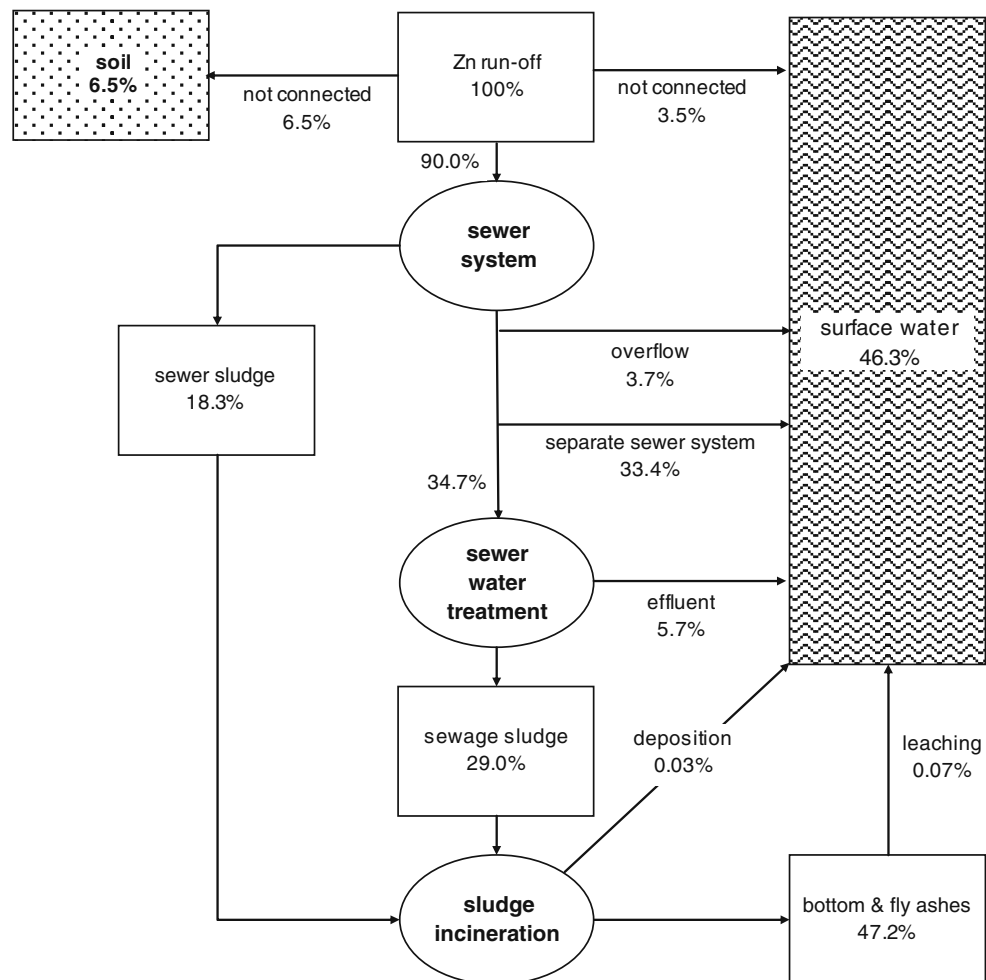 soil
6.5%
Zn run-off
100%
not connected
6.5%
not connected
3.5%
90.0%
sewer
system
surface water
46.3%
overflow
3.7%
sewer sludge
18.3%
separate sewer system
33.4%
34.7%
sewer
water
treatment
effluent
5.7%
sewage sludge
29.0%
deposition
0.03%
leaching
0.07%
sludge
incineration
bottom & fly ashes
47.2%